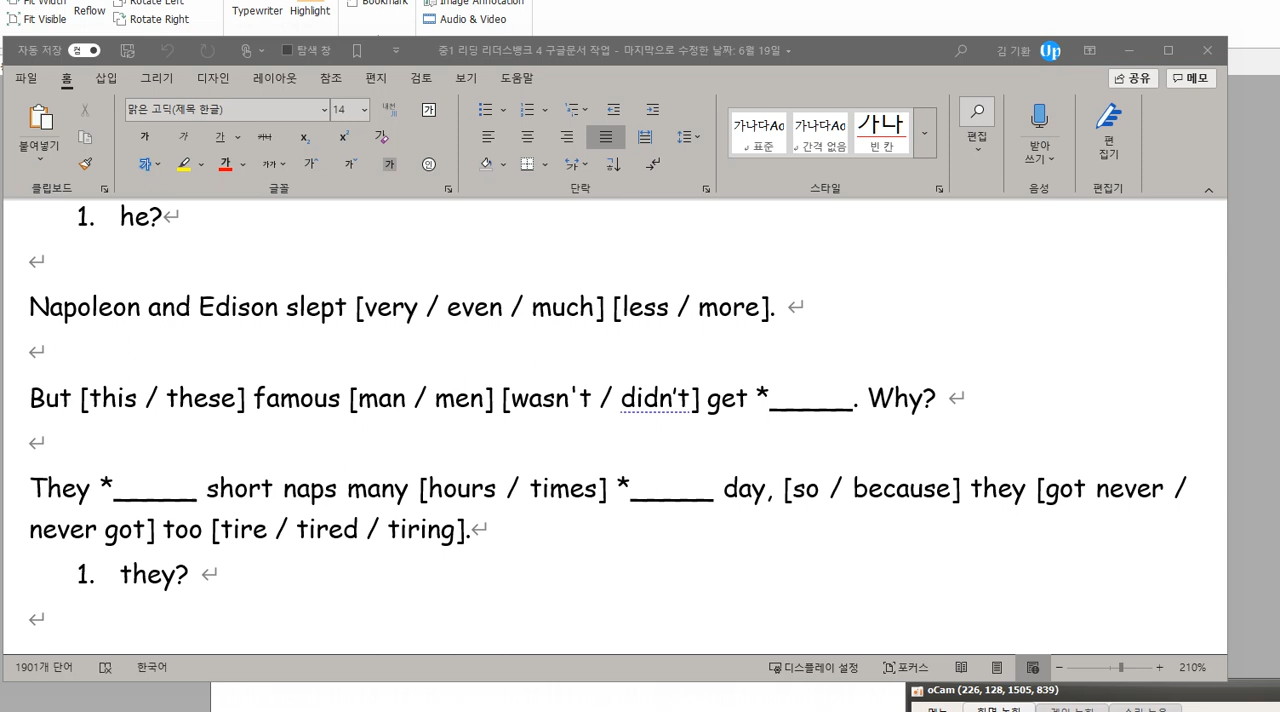 Fit Width
Rotate Left
Reflow
Fit Visible
Rotate Right
Typewriter
Highlight
Bookmark
Image Annotation
Audio & Video
자동 저장
중1 리딩 리더스뱅크 4 구글문서 작업 - 마지막으로 수정한 날짜: 6월 19일
김 기환
Up
파일 홈 삽입 그리기 디자인 레이아웃 참조 편지 검토 보기 도움말
공유 메모
붙여넣기
맑은 고딕(제목 한글)
14
가나다AC
표준
가나다AC
간격 없음
가나
빈 칸
편집
받아쓰기
편집기
클립보드
글꼴
단락
스타일
음성
편집기
1. he?
Napoleon and Edison slept [very / even / much] [less / more].
But [this / these] famous [man / men] [wasn't / didn't] get *_____. Why?
They *_____ short naps many [hours / times] *_____ day, [so / because] they [got never /
never got] too [tire / tired / tiring].
1. they?
1901개 단어
한국어
디스플레이 설정
포커스
210%
oCam (226, 128, 1505, 839)